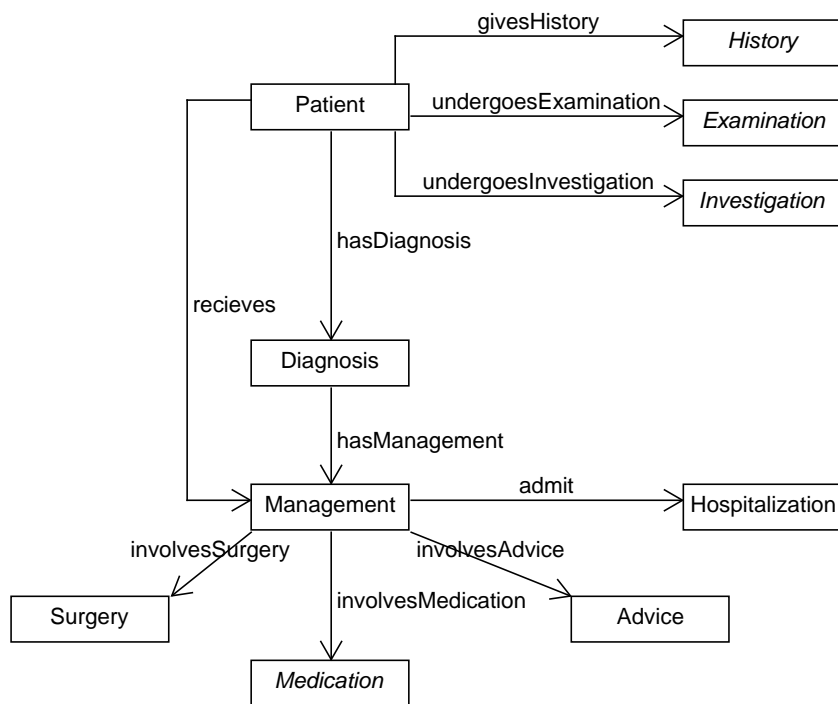 givesHistory
History
Patient
undergoesExamination
Examination
undergoesInvestigation
Investigation
hasDiagnosis
recieves
Diagnosis
hasManagement
Management
admit
Hospitalization
involvesSurgery
involvesAdvice
involvesMedication
Surgery
Advice
Medication